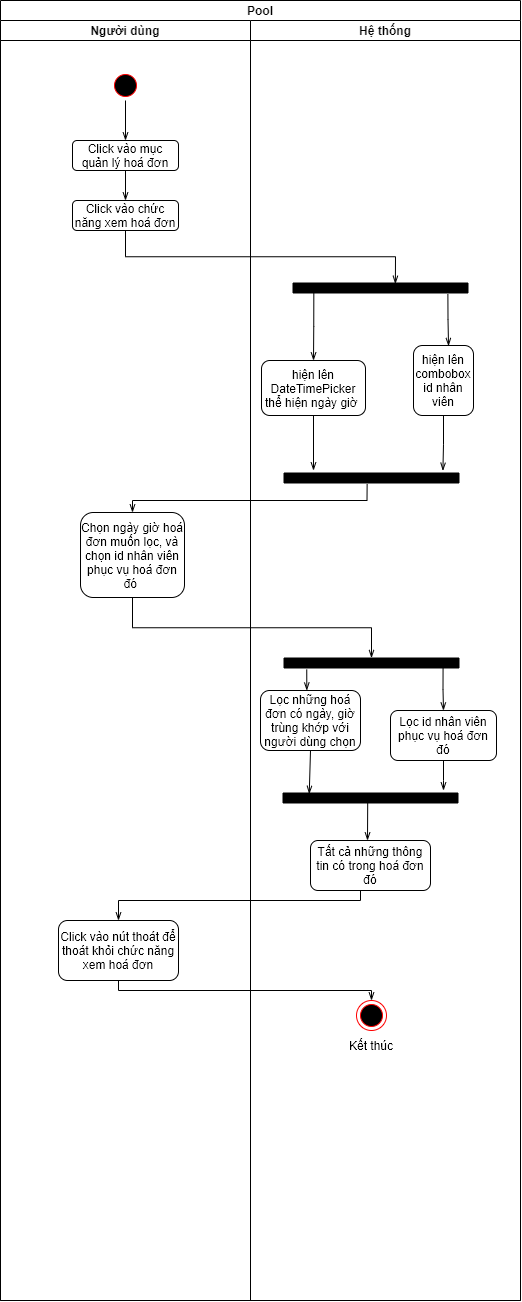 Pool
Người dùng
Hệ thống
Click vào mục
quản lý hoá đơn
Click vào chức
năng xem hoá đơn
hiện lên
DateTimePicker
thể hiện ngày giờ
hiện lên
combobox
id nhân
viên
Chọn ngày giờ hoá
đơn muốn lọc, và
chọn id nhân viên
phục vụ hoá đơn
đó
Lọc những hoá
đơn có ngày, giờ
trùng khớp với
người dùng chọn
Lọc id nhân viên
phục vụ hoá đơn
đó
Tất cả những thông
tin có trong hoá đơn
đó
Click vào nút thoát để
thoát khỏi chức năng
xem hoá đơn
Kết thúc